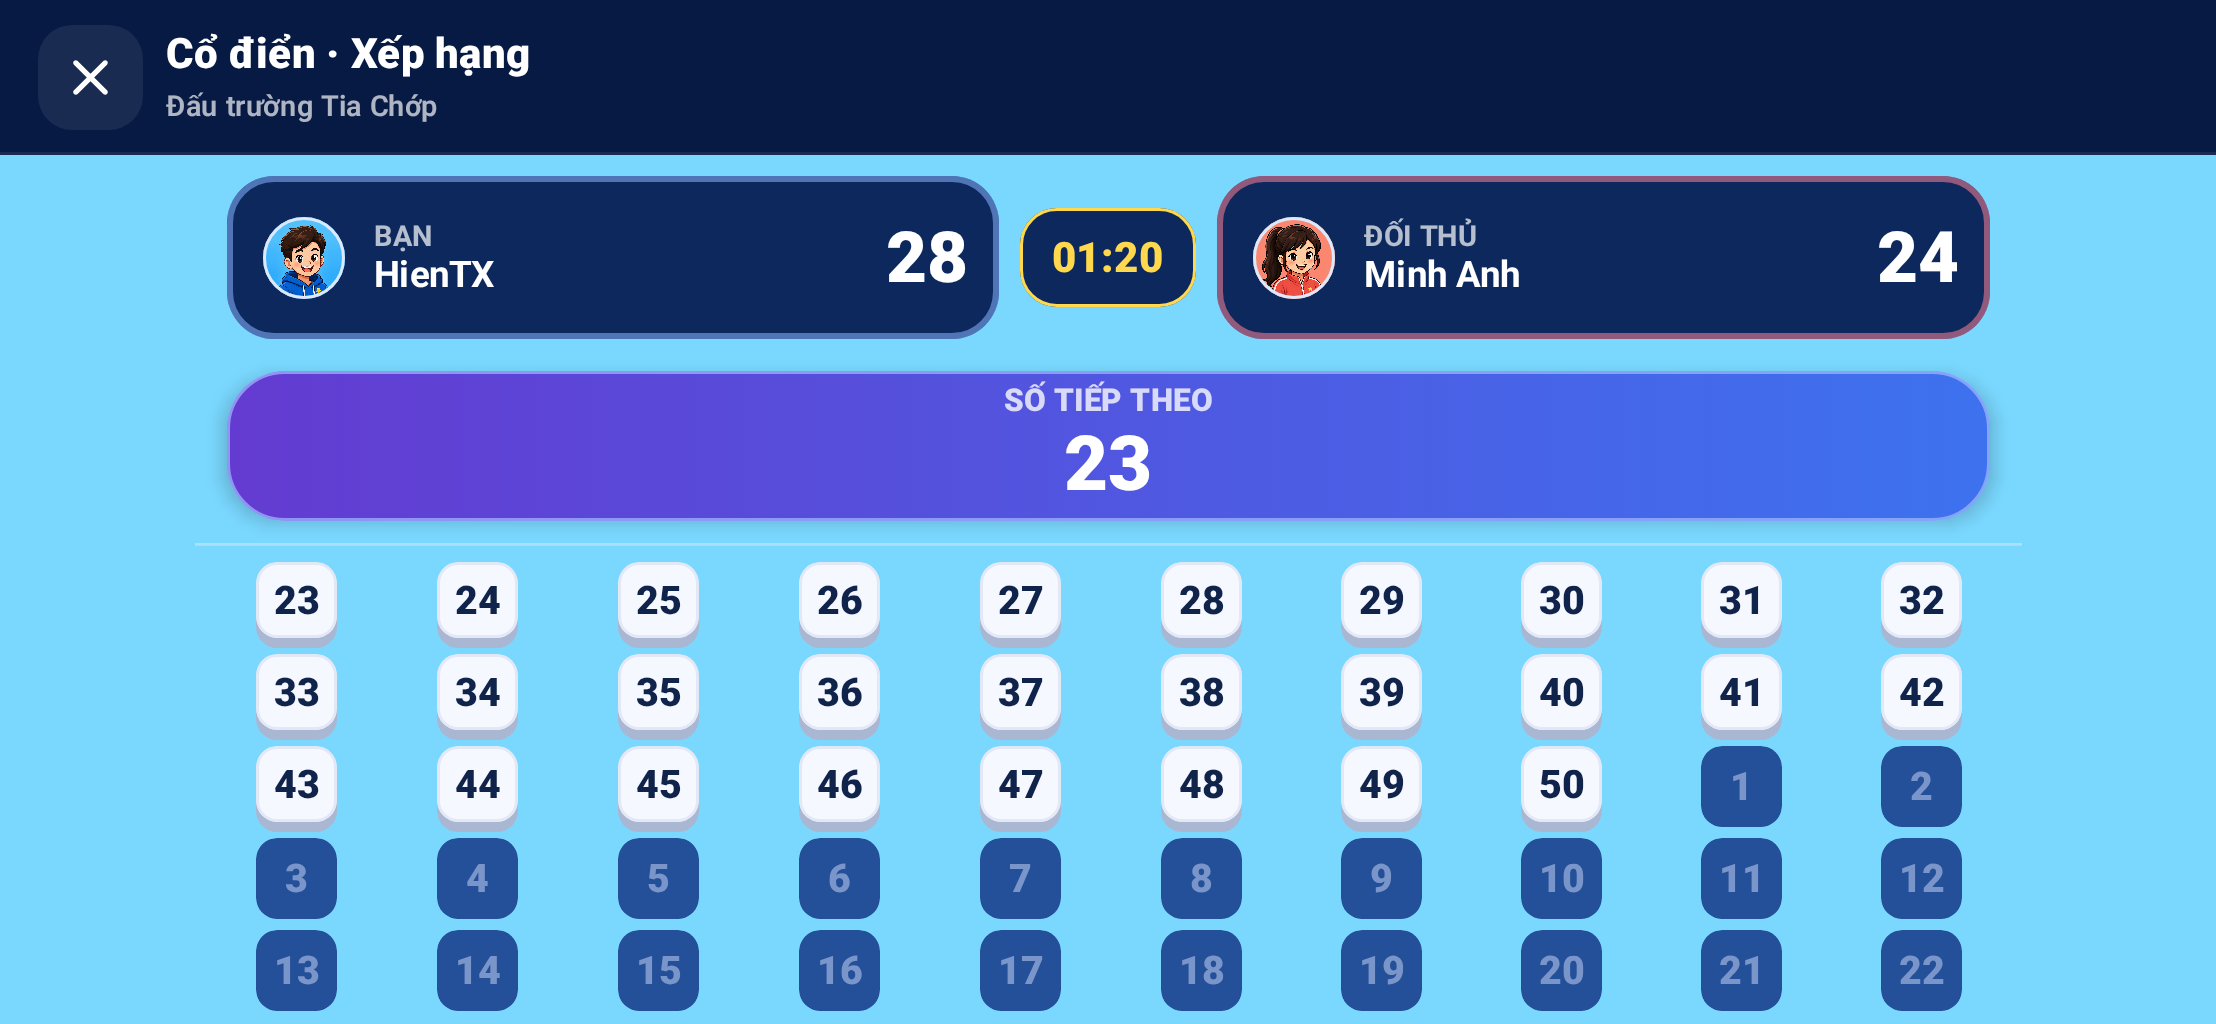 Cổ điển · Xếp hạng
Đấu trường Tia Chớp
BẠN
HienTX
28
01:20
ĐỐI THỦ
Minh Anh
24
SỐ TIẾP THEO
23
23 24 25 26 27 28 29 30 31 32
33 34 35 36 37 38 39 40 41 42
43 44 45 46 47 48 49 50 1 2
3 4 5 6 7 8 9 10 11 12
13 14 15 16 17 18 19 20 21 22